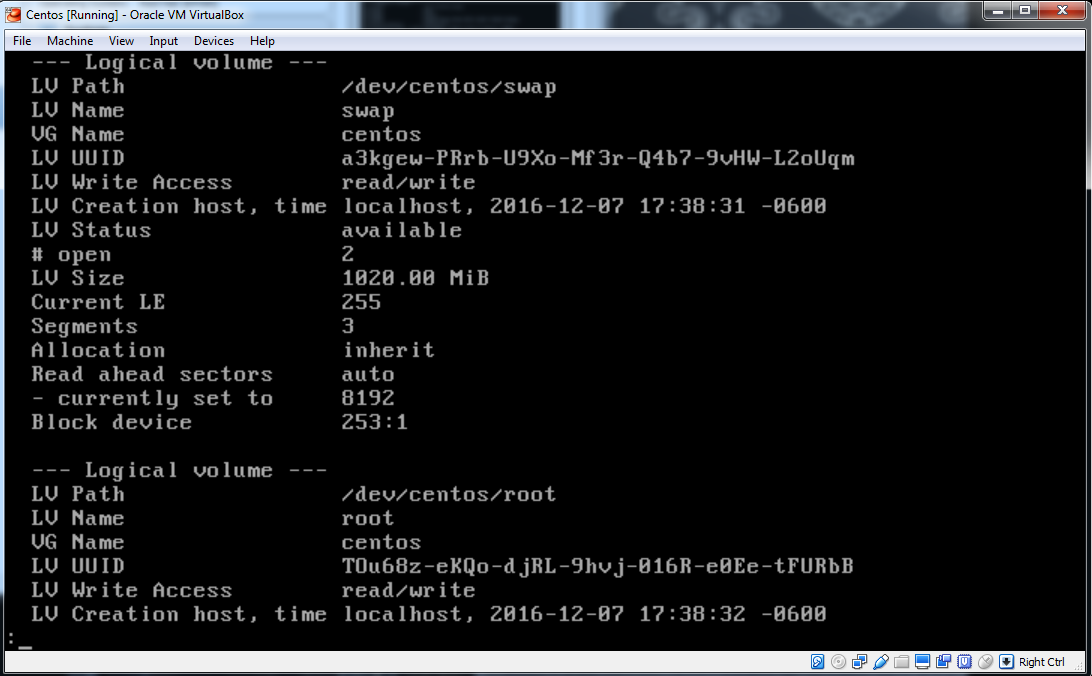 Centos [Running] - Oracle VM VirtualBox
File Machine View Input Devices Help
--- Logical volume ---
LV Path /dev/centos/swap
LV Name swap
VG Name centos
LV UUID a3kgew-PRrb-U9Xo-Mf3r-Q4b7-9vHW-L2oUqm
LV Write Access read/write
LV Creation host, time localhost, 2016-12-07 17:38:31 -0600
LV Status available
# open 2
LV Size 1020.00 MiB
Current LE 255
Segments 3
Allocation inherit
Read ahead sectors auto
- currently set to 8192
Block device 253:1
--- Logical volume ---
LV Path /dev/centos/root
LV Name root
VG Name centos
LV UUID TOu68z-eKQo-djRL-9hvj-016R-e0Ee-tFURbB
LV Write Access read/write
LV Creation host, time localhost, 2016-12-07 17:38:32 -0600
:_
Right Ctrl